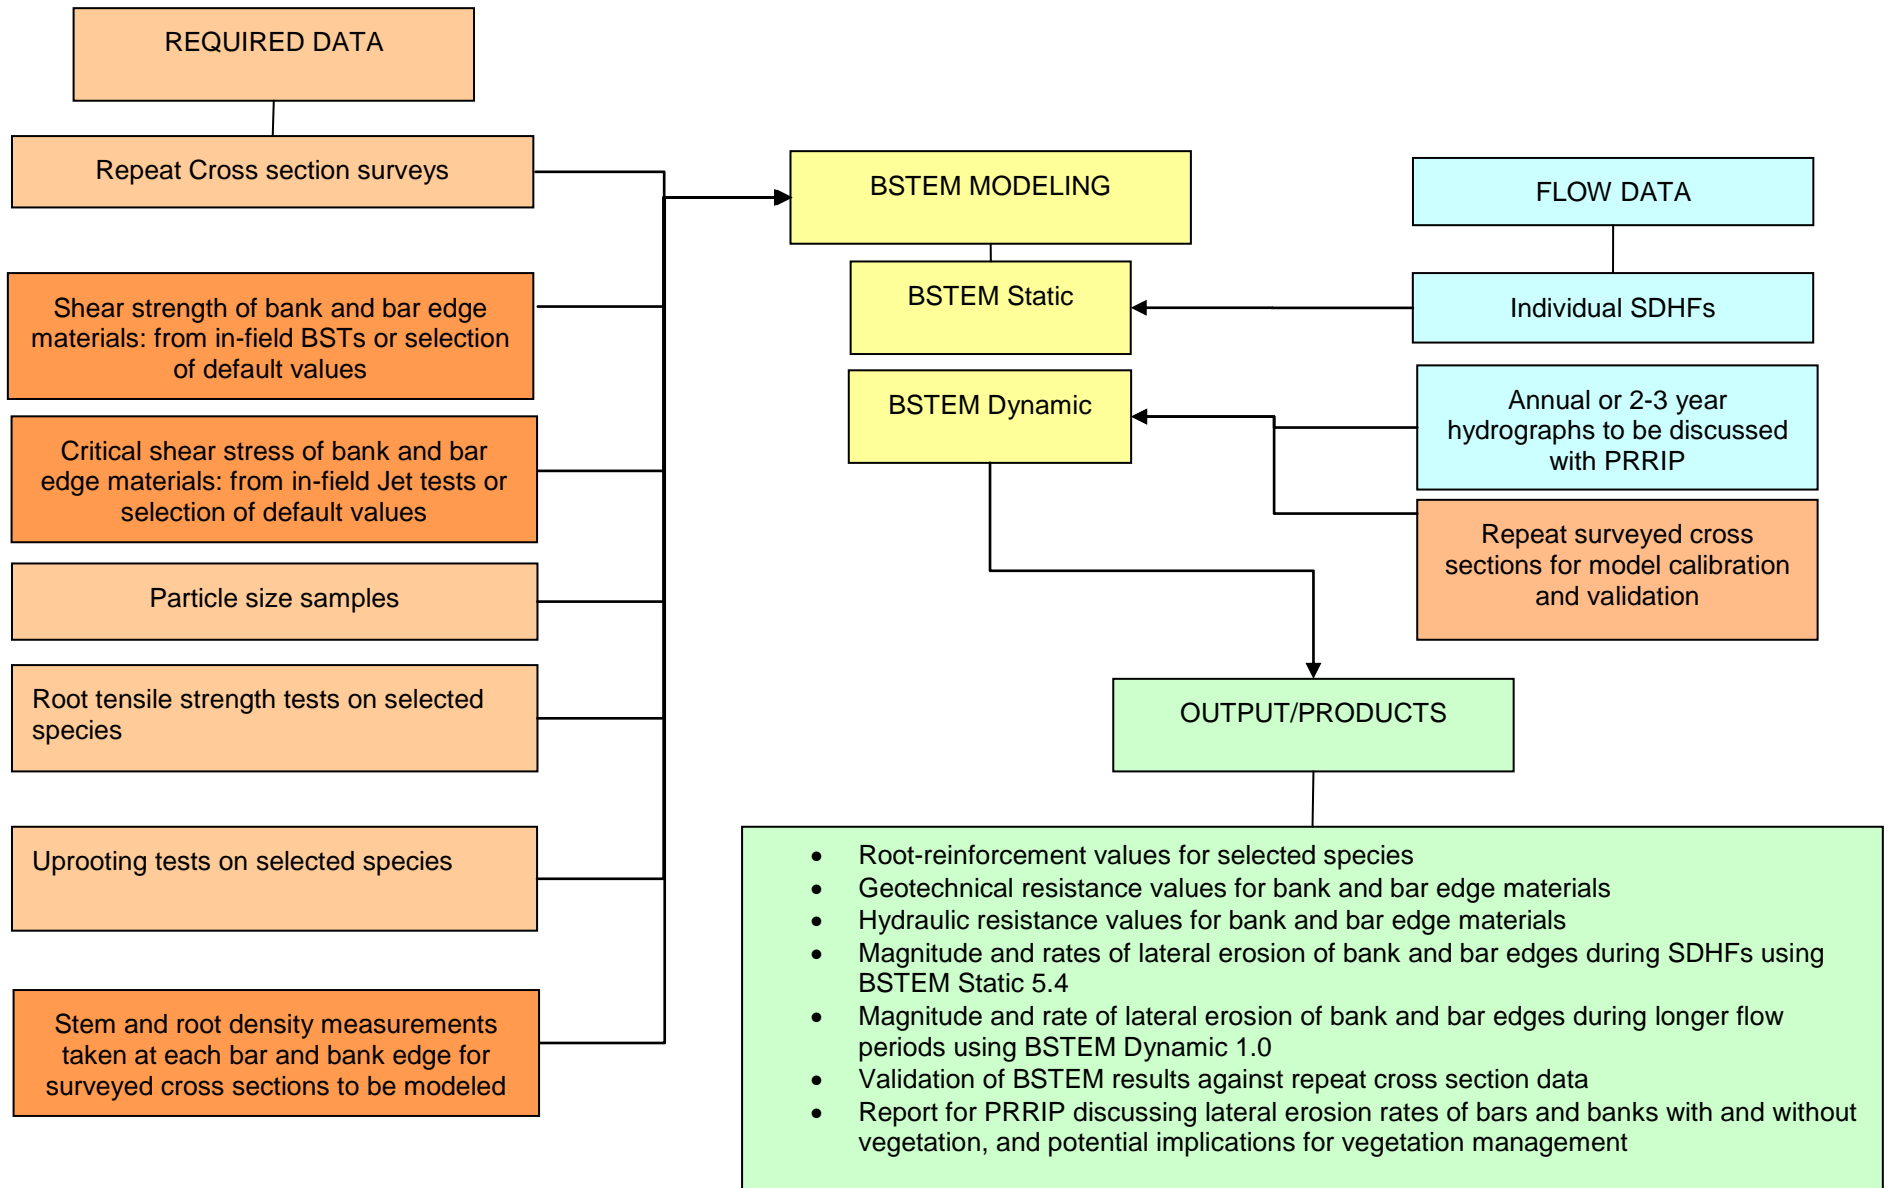 REQUIRED DATA
Repeat Cross section surveys
Shear strength of bank and bar edge
materials: from in-field BSTs or selection
of default values
Critical shear stress of bank and bar
edge materials: from in-field Jet tests or
selection of default values
Particle size samples
Root tensile strength tests on selected
species
Uprooting tests on selected species
Stem and root density measurements
taken at each bar and bank edge for
surveyed cross sections to be modeled
BSTEM MODELING
BSTEM Static
BSTEM Dynamic
FLOW DATA
Individual SDHFs
Annual or 2-3 year
hydrographs to be discussed
with PRRIP
Repeat surveyed cross
sections for model calibration
and validation
OUTPUT/PRODUCTS
• Root-reinforcement values for selected species
• Geotechnical resistance values for bank and bar edge materials
• Hydraulic resistance values for bank and bar edge materials
• Magnitude and rates of lateral erosion of bank and bar edges during SDHFs using
BSTEM Static 5.4
• Magnitude and rate of lateral erosion of bank and bar edges during longer flow
periods using BSTEM Dynamic 1.0
• Validation of BSTEM results against repeat cross section data
• Report for PRRIP discussing lateral erosion rates of bars and banks with and without
vegetation, and potential implications for vegetation management